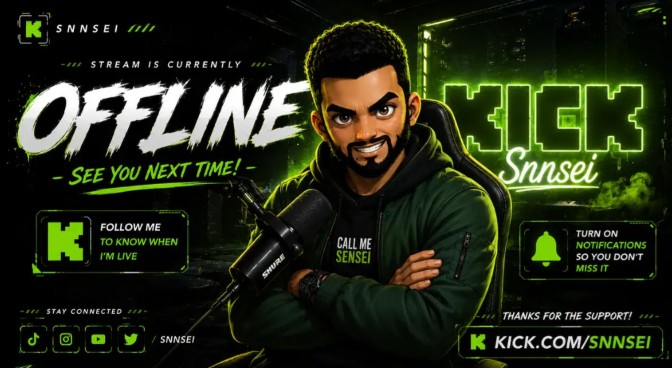 K SNNSEI
STREAM IS CURRENTLY
OFFLINE
- SEE YOU NEXT TIME! -
K
FOLLOW ME
TO KNOW WHEN
I'M LIVE
STAY CONNECTED
/ SNNSEI
SHURE
CALL ME
SENSEI
KICK
Snnsei
TURN ON
NOTIFICATIONS
SO YOU DON'T
MISS IT
THANKS FOR THE SUPPORT!
K KICK.COM/SNNSEI